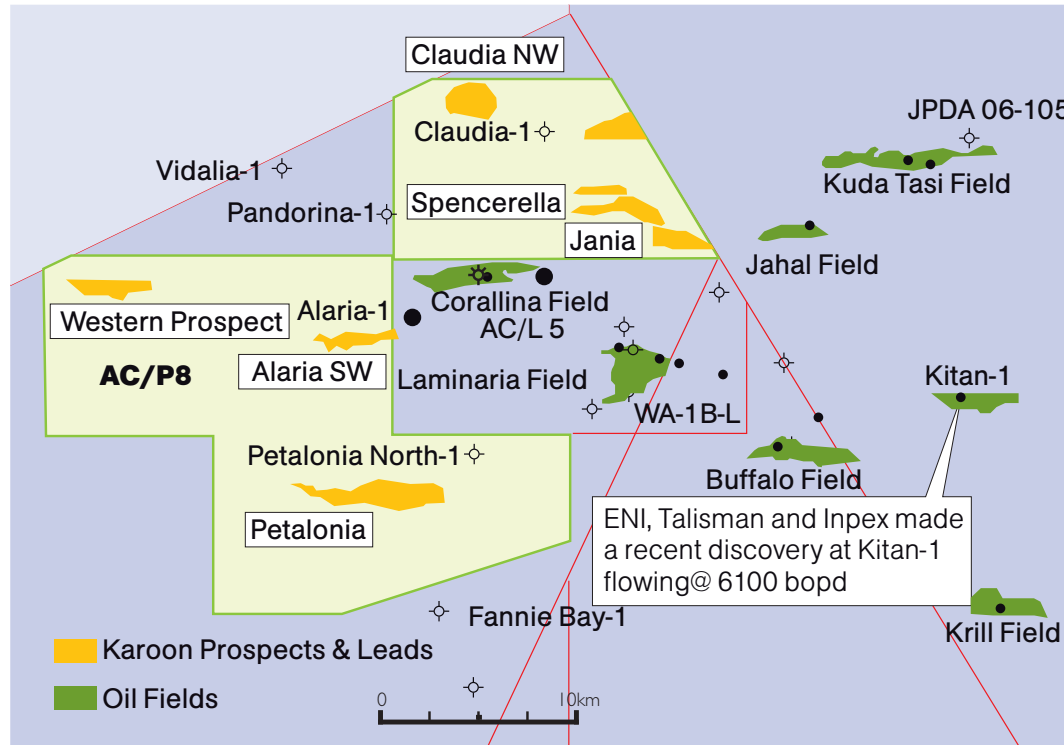 Claudia NW
JPDA 06-105
Claudia-1
Vidalia-1
Kuda Tasi Field
Pandorina-1
Spencerella
Jania
Jahal Field
Corallina Field
AC/L 5
Alaria-1
Western Prospect
AC/P8
Alaria SW
Laminaria Field
Kitan-1
WA-1B-L
Petalonia North-1
Buffalo Field
Petalonia
ENI, Talisman and Inpex made
a recent discovery at Kitan-1
flowing@ 6100 bopd
Fannie Bay-1
Krill Field
Karoon Prospects & Leads
Oil Fields
0
10km